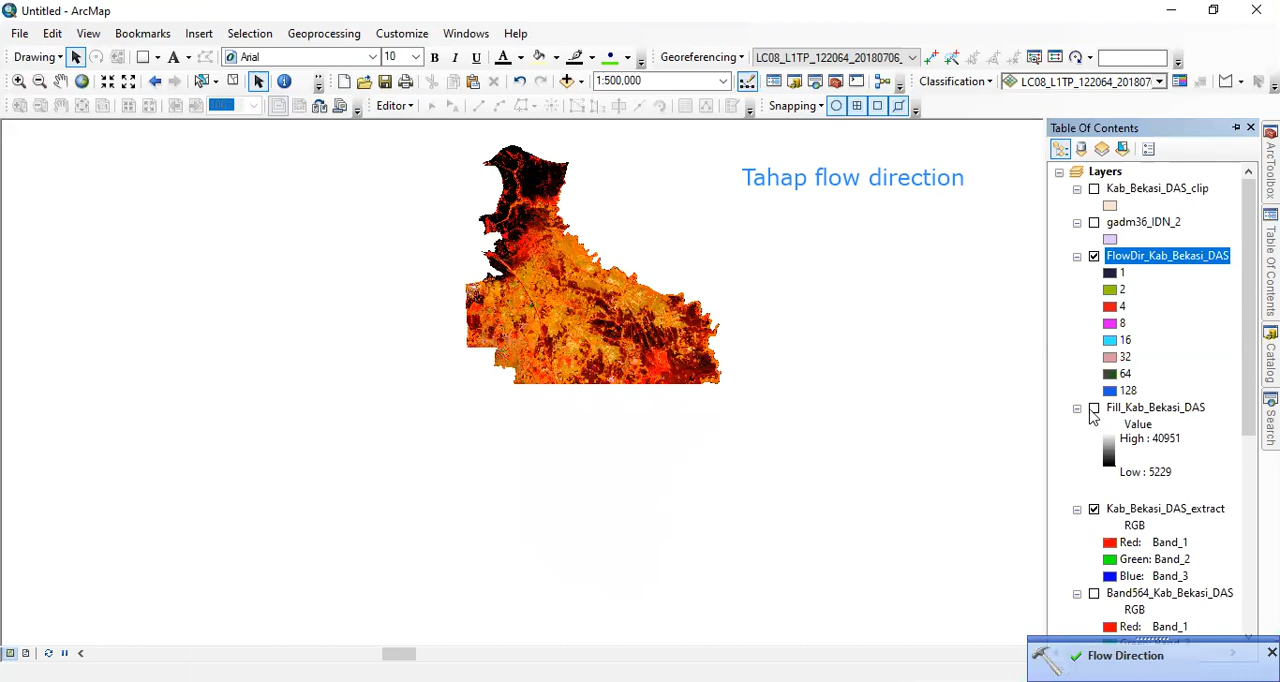 Untitled - ArcMap
File Edit View Bookmarks Insert Selection Geoprocessing Customize Windows Help
Drawing Arial 10 B I U A Georeferencing LC08_L1TP_122064_20180706_
1:500,000 Classification LC08_L1TP_122064_201807
Editor Snapping
Table Of Contents
Layers
Kab_Bekasi_DAS_clip
gadm36_IDN_2
FlowDir_Kab_Bekasi_DAS
1
2
4
8
16
32
64
128
Fill_Kab_Bekasi_DAS
Value
High : 40951
Low : 5229
Kab_Bekasi_DAS_extract
RGB
Red: Band_1
Green: Band_2
Blue: Band_3
Band564_Kab_Bekasi_DAS
RGB
Red: Band_1
Tahap flow direction
ArcToolbox
Table Of Contents
Catalog
Search
Flow Direction